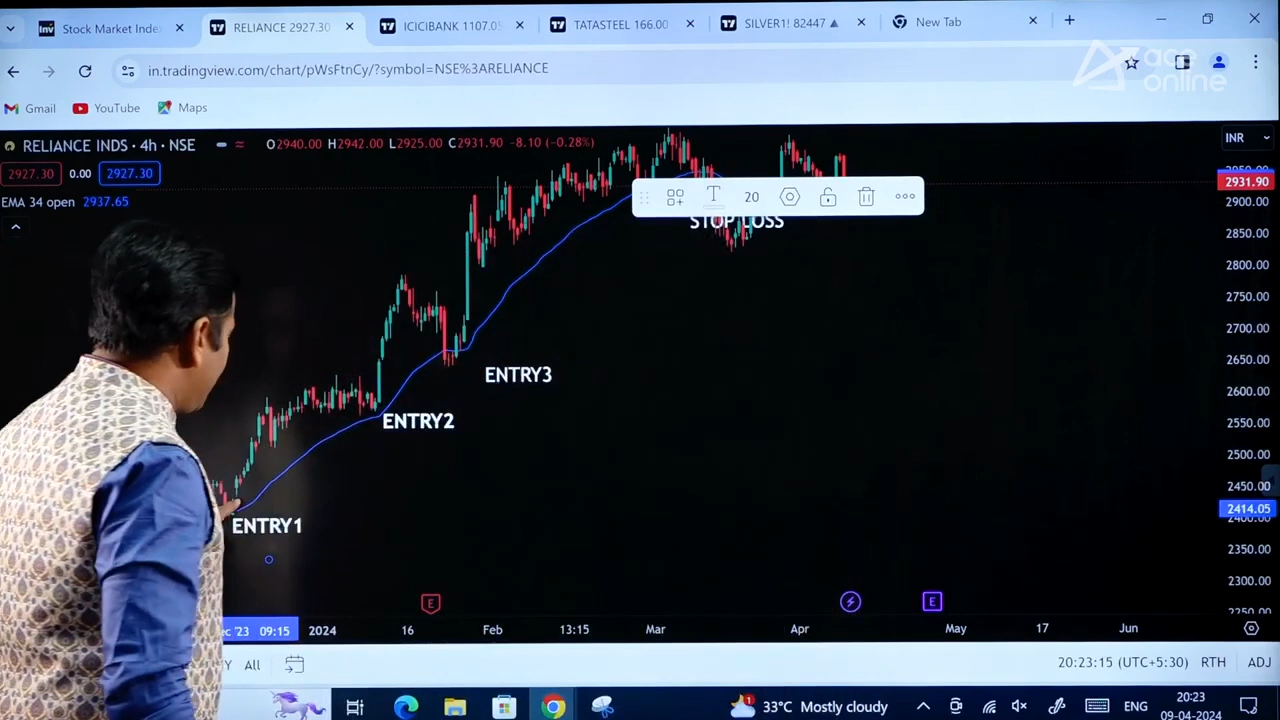 Stock Market Inde
RELIANCE 2927.30
ICICIBANK 1107.05
TATASTEEL 166.00
SILVER1! 82447 ▲
New Tab
in.tradingview.com/chart/pWsFtnCy/?symbol=NSE%3ARELIANCE
ace
online
Gmail
YouTube
Maps
RELIANCE INDS · 4h · NSE
O2940.00 H2942.00 L2925.00 C2931.90 -8.10 (-0.28%)
INR
2927.30
0.00
2927.30
EMA 34 open 2937.65
20
STOP LOSS
ENTRY3
ENTRY2
ENTRY1
2931.90
2900.00
2850.00
2800.00
2750.00
2700.00
2650.00
2600.00
2550.00
2500.00
2450.00
2414.05
2350.00
2300.00
2250.00
E
E
'23 09:15
2024
16
Feb
13:15
Mar
Apr
May
17
Jun
All
20:23:15 (UTC+5:30)
RTH
ADJ
33°C Mostly cloudy
ENG
20:23
09-04-2024